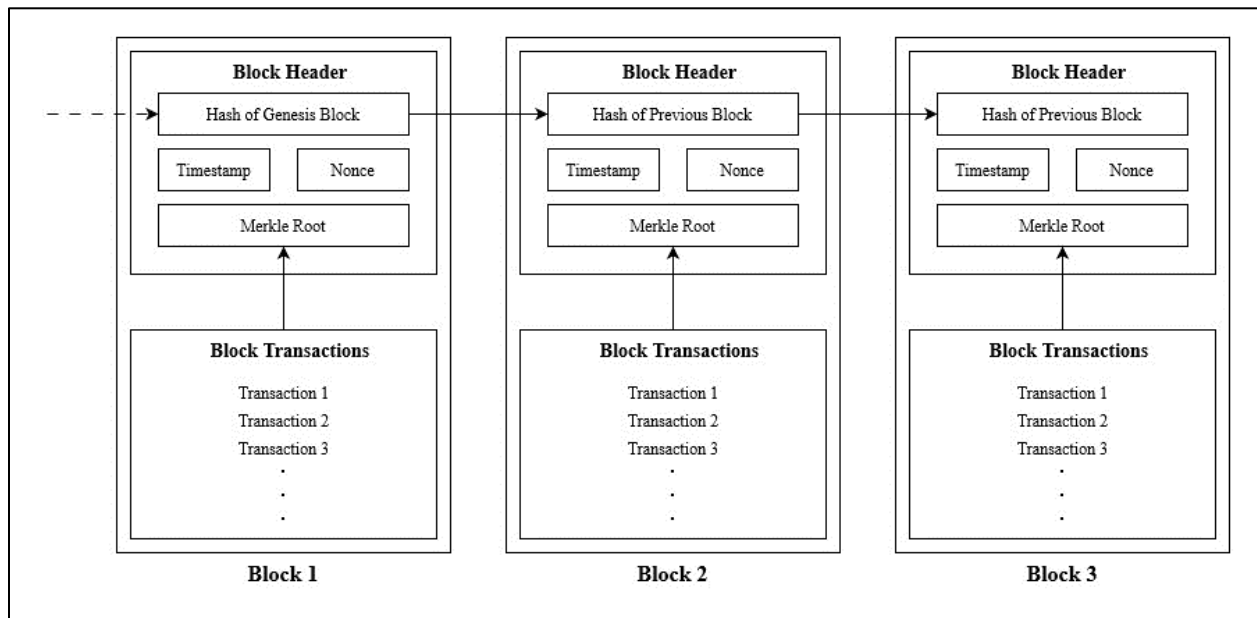 Block Header
Hash of Genesis Block
Timestamp
Nonce
Merkle Root
Block Transactions
Transaction 1
Transaction 2
Transaction 3
Block 1
Block Header
Hash of Previous Block
Timestamp
Nonce
Merkle Root
Block Transactions
Transaction 1
Transaction 2
Transaction 3
Block 2
Block Header
Hash of Previous Block
Timestamp
Nonce
Merkle Root
Block Transactions
Transaction 1
Transaction 2
Transaction 3
Block 3